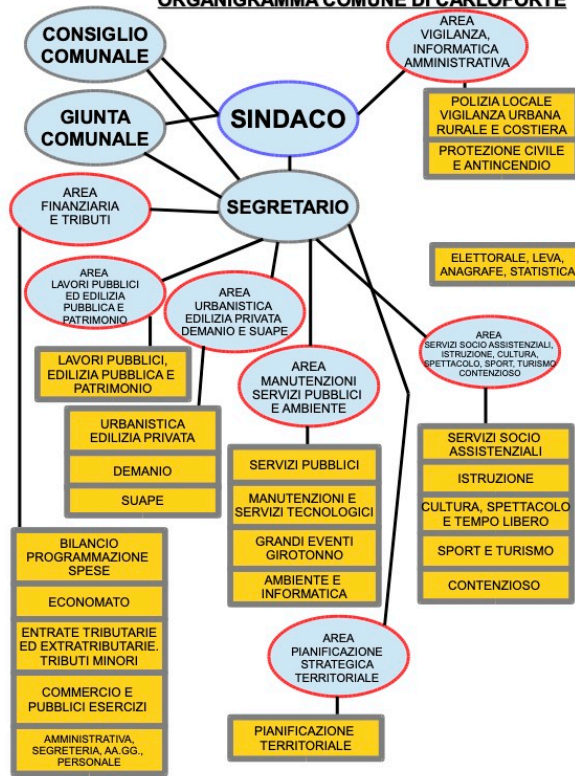 ORGANIGRAMMA COMUNE DI CARLOFORTE
CONSIGLIO
COMUNALE
GIUNTA
COMUNALE
SINDACO
AREA
VIGILANZA,
INFORMATICA
AMMINISTRATIVA
POLIZIA LOCALE
VIGILANZA URBANA
RURALE E COSTIERA
PROTEZIONE CIVILE
E ANTINCENDIO
AREA
FINANZIARIA
E TRIBUTI
SEGRETARIO
ELETTORALE, LEVA,
ANAGRAFE, STATISTICA
AREA
LAVORI PUBBLICI
ED EDILIZIA
PUBBLICA E
PATRIMONIO
AREA
URBANISTICA
EDILIZIA PRIVATA
DEMANIO E SUAPE
AREA
MANUTENZIONI
SERVIZI PUBBLICI
E AMBIENTE
AREA
SERVIZI SOCIO ASSISTENZIALI,
ISTRUZIONE, CULTURA,
SPETTACOLO, SPORT, TURISMO
CONTENZIOSO
LAVORI PUBBLICI,
EDILIZIA PUBBLICA E
PATRIMONIO
URBANISTICA
EDILIZIA PRIVATA
DEMANIO
SUAPE
SERVIZI PUBBLICI
MANUTENZIONI E
SERVIZI TECNOLOGICI
GRANDI EVENTI
GIROTONNO
AMBIENTE E
INFORMATICA
SERVIZI SOCIO
ASSISTENZIALI
ISTRUZIONE
CULTURA, SPETTACOLO
E TEMPO LIBERO
SPORT E TURISMO
CONTENZIOSO
BILANCIO
PROGRAMMAZIONE
SPESE
ECONOMATO
ENTRATE TRIBUTARIE
ED EXTRATRIBUTARIE.
TRIBUTI MINORI
COMMERCIO E
PUBBLICI ESERCIZI
AMMINISTRATIVA,
SEGRETERIA, AA.GG.,
PERSONALE
AREA
PIANIFICAZIONE
STRATEGICA
TERRITORIALE
PIANIFICAZIONE
TERRITORIALE